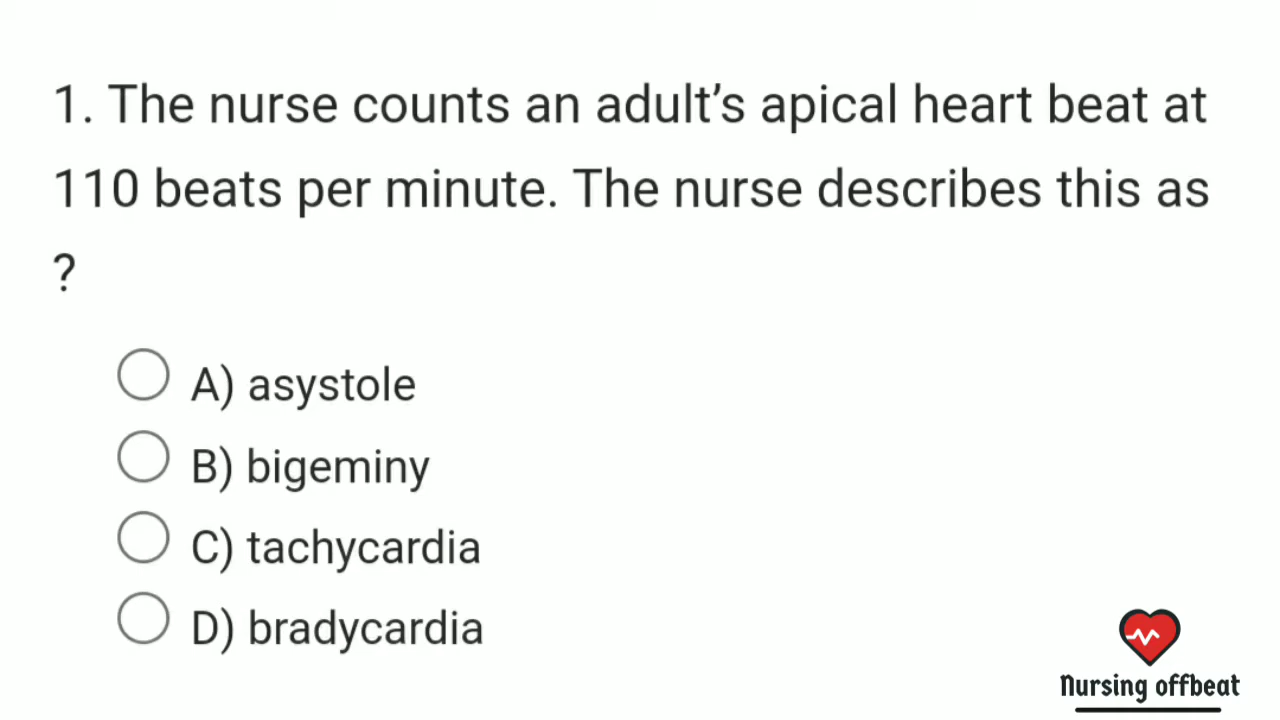 1. The nurse counts an adult’s apical heart beat at
110 beats per minute. The nurse describes this as
?
A) asystole
B) bigeminy
C) tachycardia
D) bradycardia
Nursing offbeat